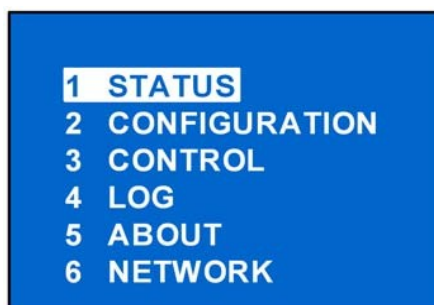 1 STATUS
2 CONFIGURATION
3 CONTROL
4 LOG
5 ABOUT
6 NETWORK